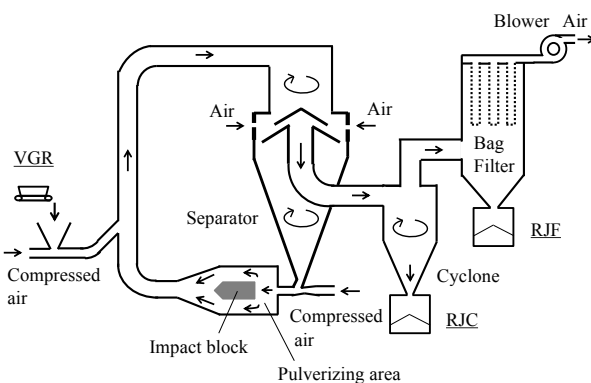 Blower Air
Air
Air
VGR
Bag
Filter
Separator
RJF
Compressed
air
Cyclone
Compressed
air
RJC
Impact block
Pulverizing area